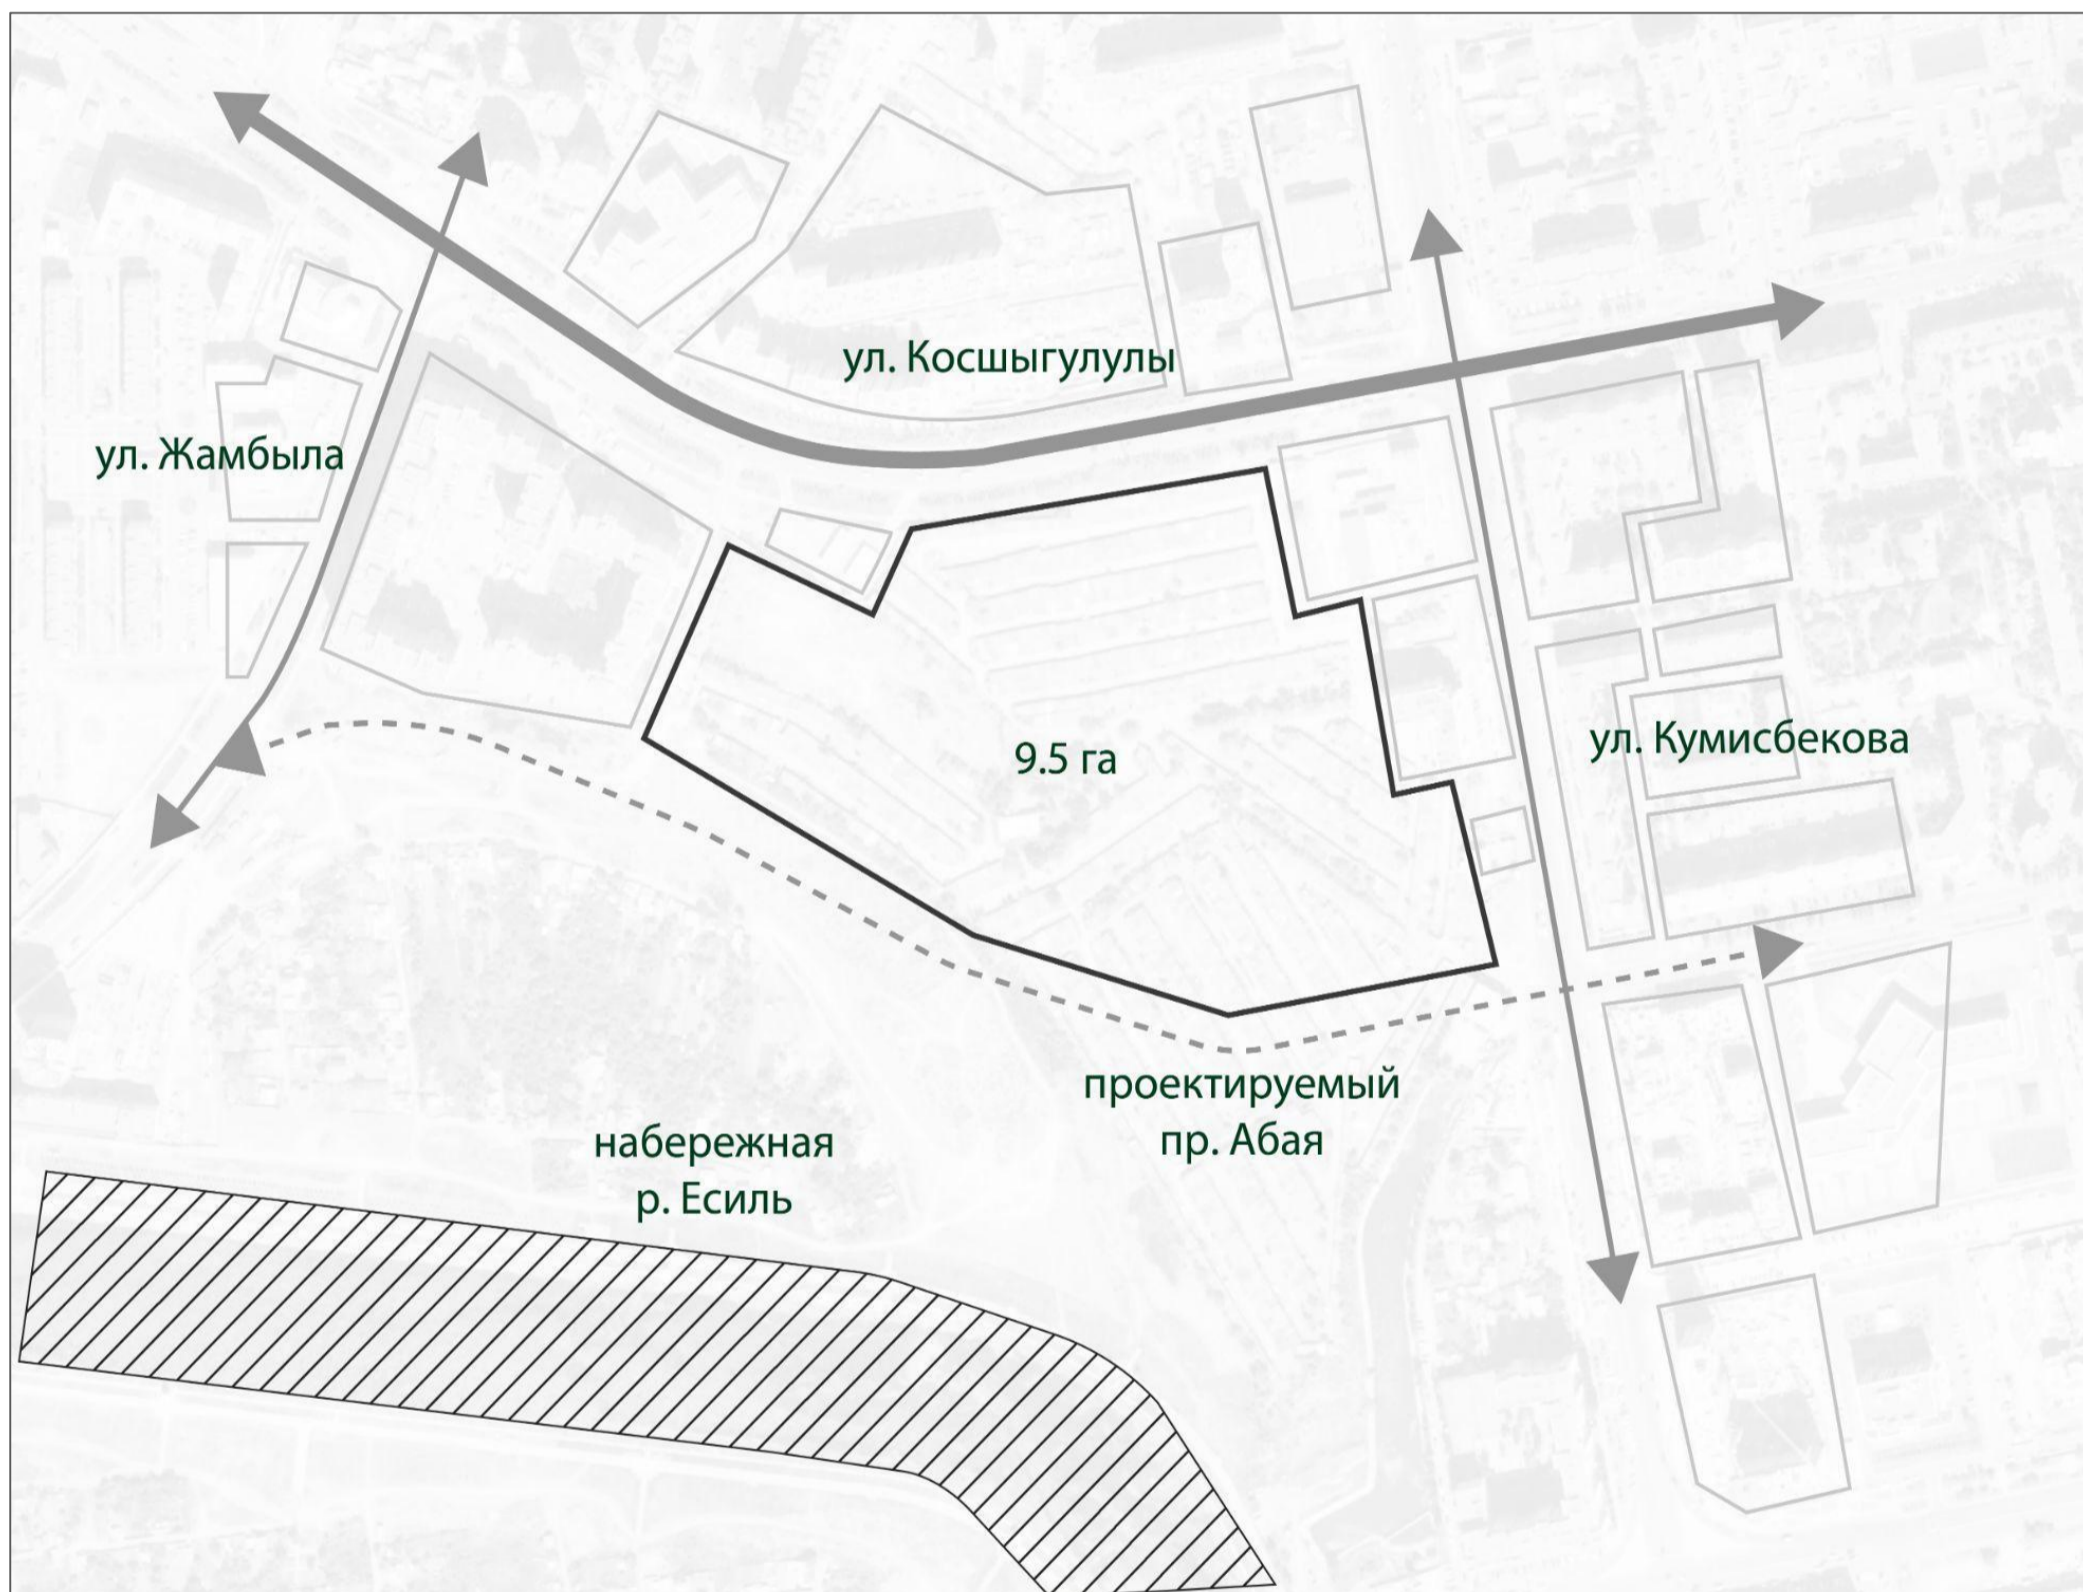 ул. Косшыгулулы
ул. Жамбыла
ул. Кумисбекова
9.5 га
проектируемый
пр. Абая
набережная
р. Есиль